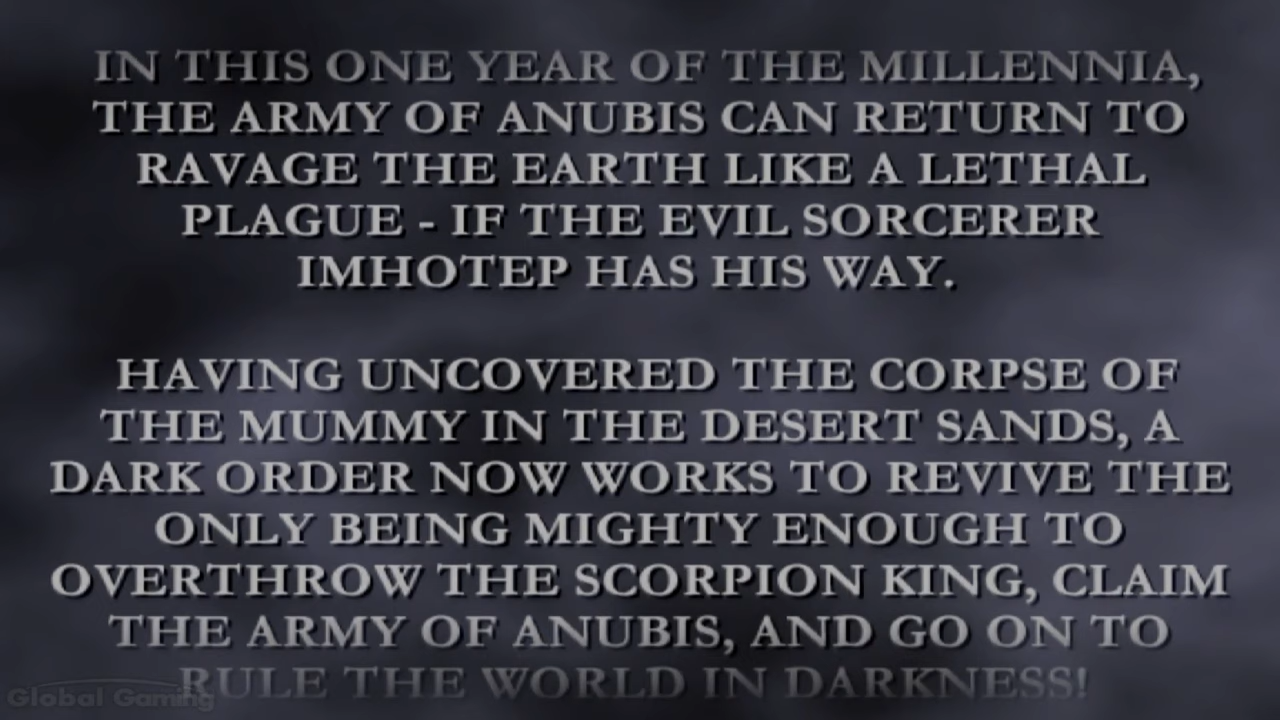 IN THIS ONE YEAR OF THE MILLENNIA,
THE ARMY OF ANUBIS CAN RETURN TO
RAVAGE THE EARTH LIKE A LETHAL
PLAGUE - IF THE EVIL SORCERER
IMHOTEP HAS HIS WAY.
HAVING UNCOVERED THE CORPSE OF
THE MUMMY IN THE DESERT SANDS, A
DARK ORDER NOW WORKS TO REVIVE THE
ONLY BEING MIGHTY ENOUGH TO
OVERTHROW THE SCORPION KING, CLAIM
THE ARMY OF ANUBIS, AND GO ON TO
RULE THE WORLD IN DARKNESS!
Global Gaming